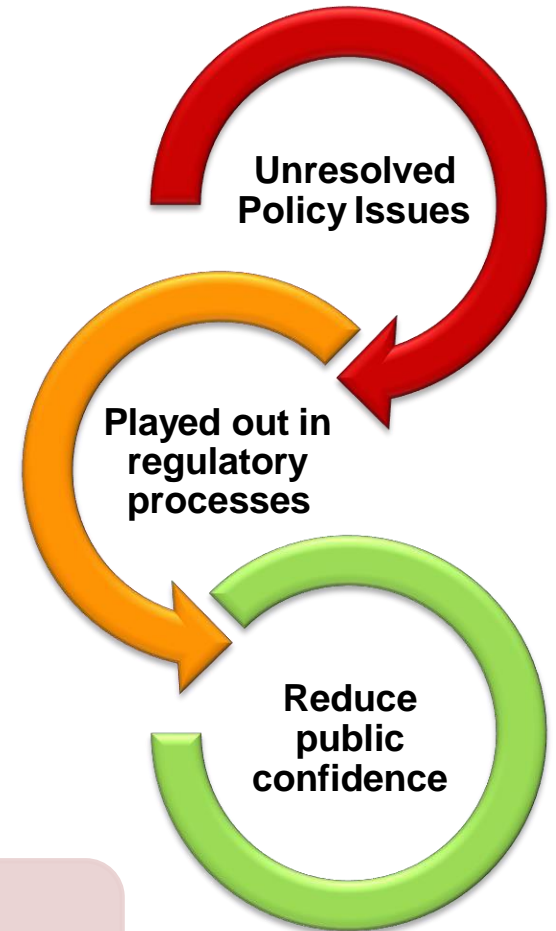 Unresolved
Policy Issues
Played out in
regulatory
processes
Reduce
public
confidence